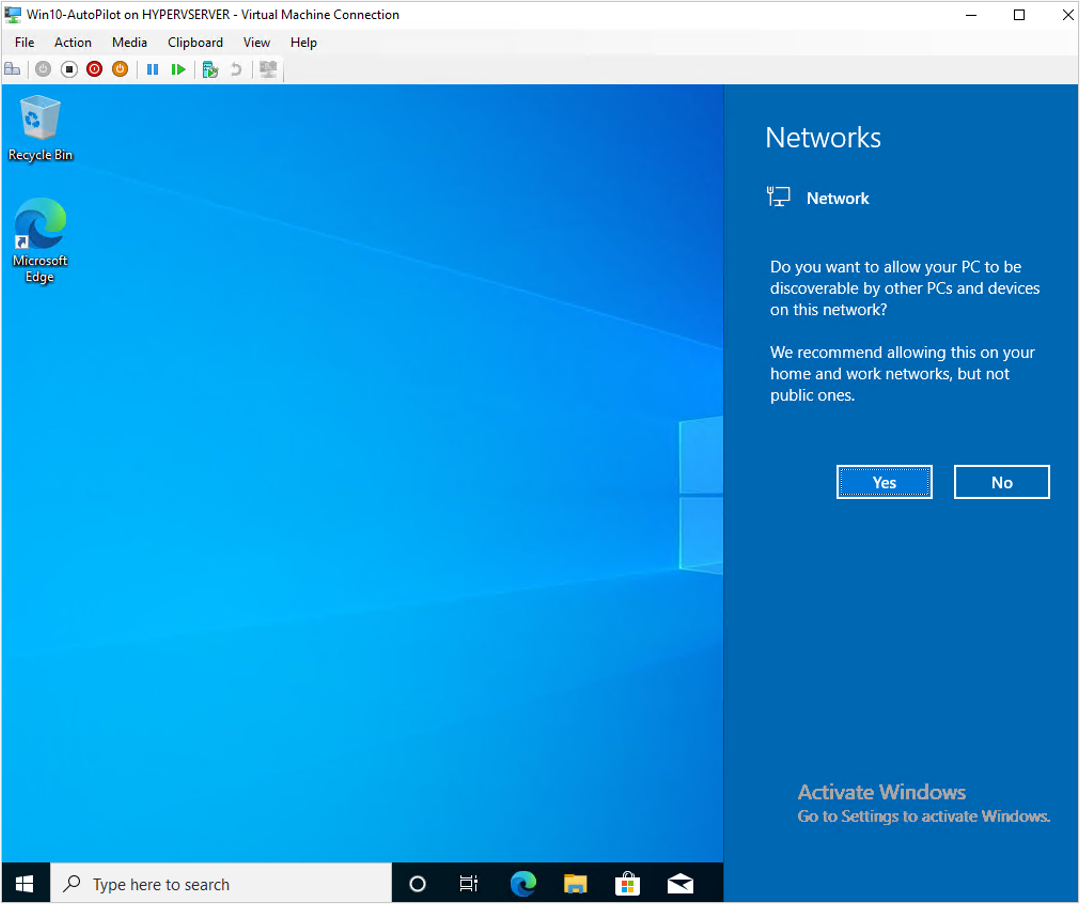 Win10-AutoPilot on HYPERVSERVER - Virtual Machine Connection
File Action Media Clipboard View Help
Recycle Bin
Microsoft
Edge
Networks
Network
Do you want to allow your PC to be
discoverable by other PCs and devices
on this network?
We recommend allowing this on your
home and work networks, but not
public ones.
Yes No
Activate Windows
Go to Settings to activate Windows.
Type here to search